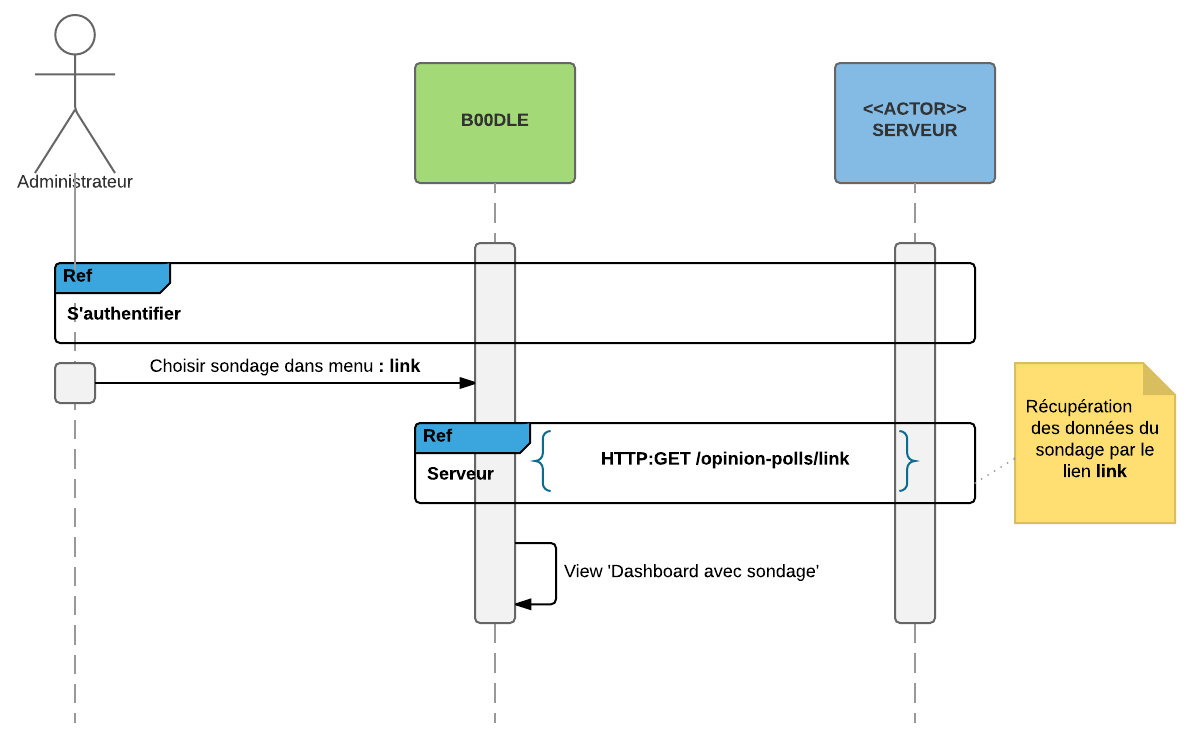 B00DLE
<<ACTOR>>
SERVEUR
Administrateur
Ref
S'authentifier
Choisir sondage dans menu : link
Récupération
des données du
sondage par le
lien link
Ref
Serveur
HTTP:GET /opinion-polls/link
View 'Dashboard avec sondage'